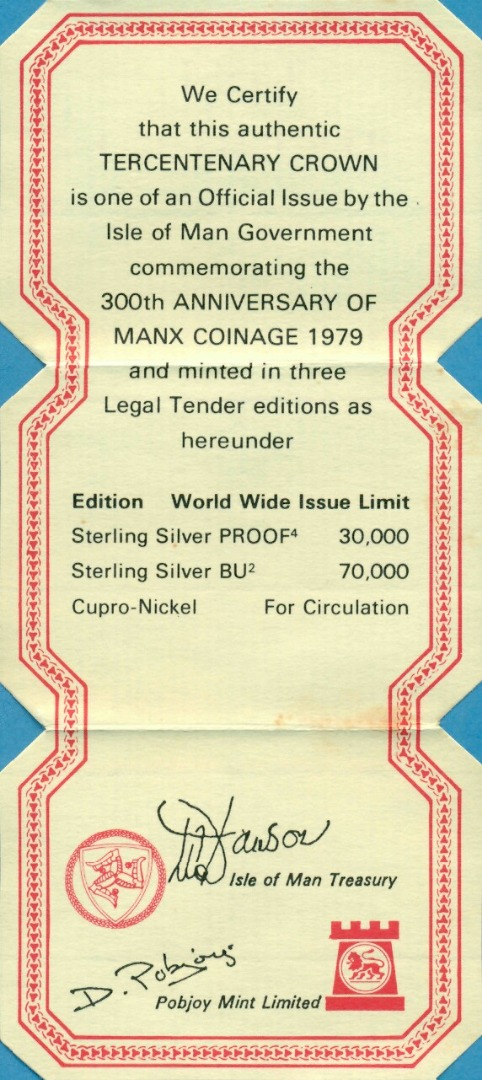 We Certify
that this authentic
TERCENTENARY CROWN
is one of an Official Issue by the
Isle of Man Government
commemorating the
300th ANNIVERSARY OF
MANX COINAGE 1979
and minted in three
Legal Tender editions as
hereunder
Edition World Wide Issue Limit
Sterling Silver PROOF⁴ 30,000
Sterling Silver BU² 70,000
Cupro-Nickel For Circulation
Isle of Man Treasury
D. Pobjoy
Pobjoy Mint Limited